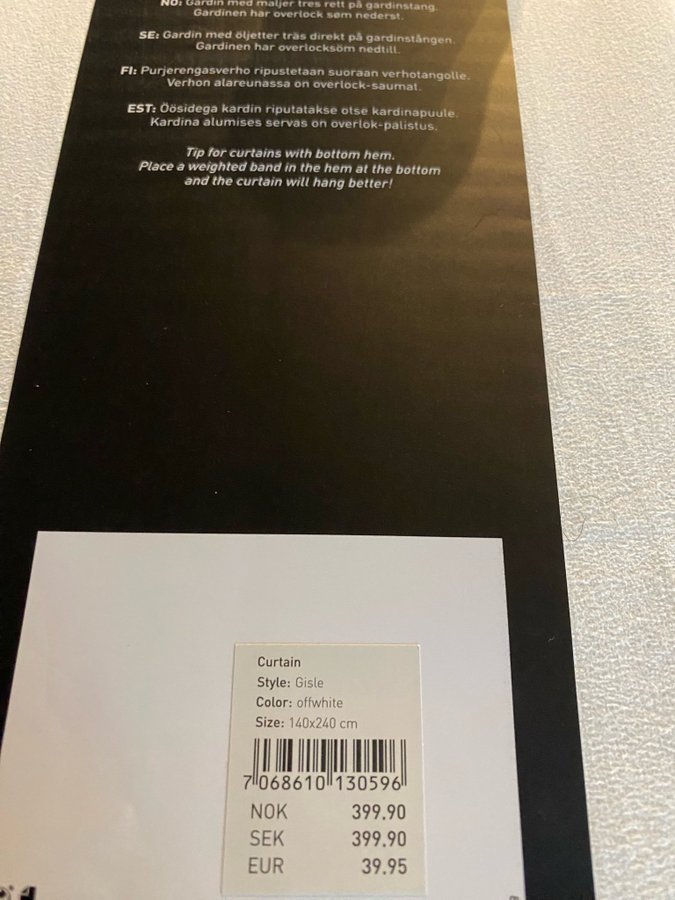 NO: Gardin med maljer tres rett på gardinstang.
Gardinen har overlock søm nederst.
SE: Gardin med öljetter träs direkt på gardinstången.
Gardinen har overlocksöm nedtill.
FI: Purjerengasverho ripustetaan suoraan verhotangolle.
Verhon alareunassa on overlock-saumat.
EST: Öösidega kardin riputatakse otse kardinapuule.
Kardina alumises servas on overlok-palistus.
Tip for curtains with bottom hem.
Place a weighted band in the hem at the bottom
and the curtain will hang better!
Curtain
Style: Gisle
Color: offwhite
Size: 140x240 cm
7 068610 130596
NOK 399.90
SEK 399.90
EUR 39.95